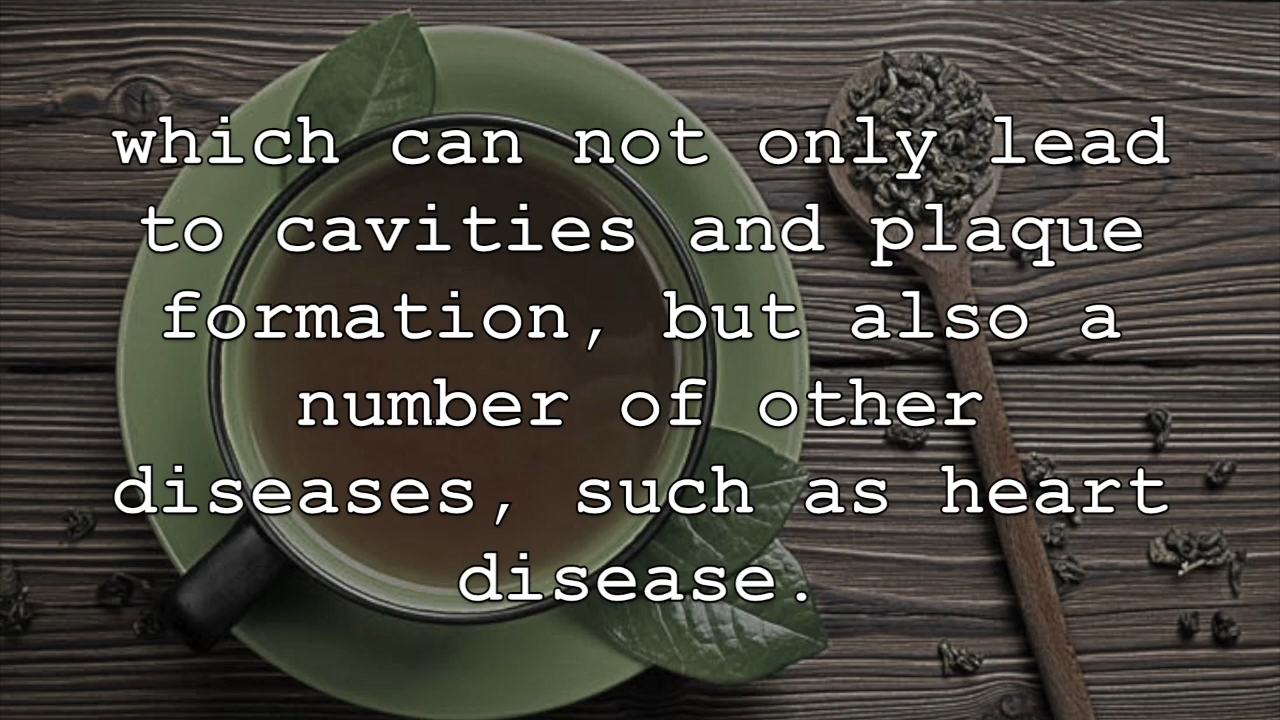 which can not only lead
to cavities and plaque
formation, but also a
number of other
diseases, such as heart
disease.